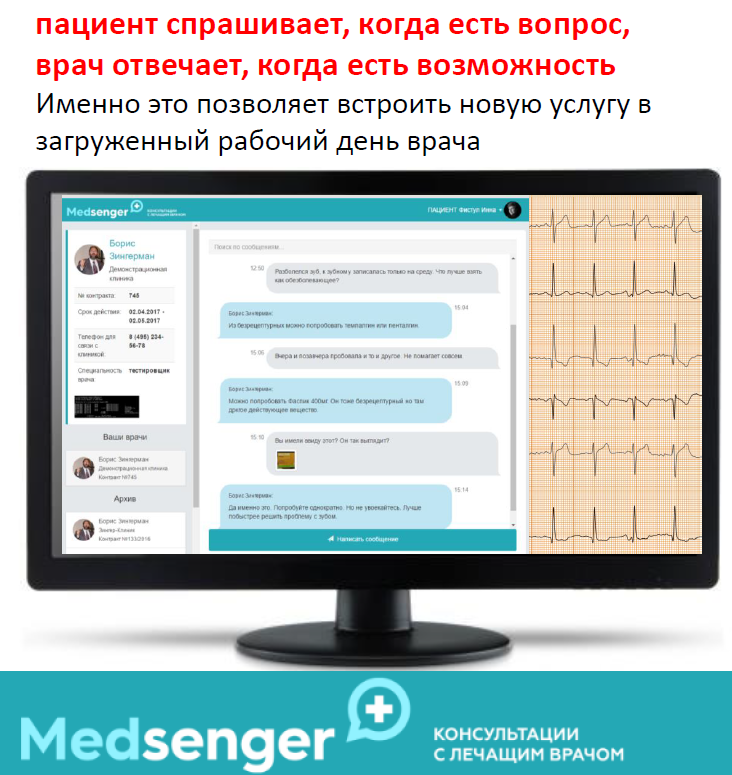 пациент спрашивает, когда есть вопрос,
врач отвечает, когда есть возможность
Именно это позволяет встроить новую услугу в
загруженный рабочий день врача
Medsenger
КОНСУЛЬТАЦИИ
С ЛЕЧАЩИМ ВРАЧОМ
ПАЦИЕНТ Фистул Инна
Борис
Зингерман
Демонстрационная
клиника
№ контракта: 745
Срок действия: 02.04.2017 -
02.05.2017
Телефон для
связи с
клиникой:
8 (495) 234-
56-78
Специальность
врача
тестировщик
Ваши врачи
Борис Зингерман
Демонстрационная клиника
Контракт №745
Архив
Борис Зингерман
Контракт №133/2016
Поиск по сообщениям...
12:50
Разболелся зуб, к зубному записалась только на среду. Что лучше взять
как обезболивающее?
15:04
Борис Зингерман:
Из безрецептурных можно попробовать темпалгин или пенталгин.
15:06
Вчера и позавчера пробовала и то и другое. Не помогает совсем.
15:09
Борис Зингерман:
Можно попробовать Фаспик 400мг. Он тоже безрецептурный но там
другое действующее вещество.
15:10
Вы имели ввиду этот? Он так выглядит?
15:14
Борис Зингерман:
Да именно это. Попробуйте однократно. Но не увлекайтесь. Лучше
побыстрее решить проблему с зубом.
Написать сообщение
Medsenger
КОНСУЛЬТАЦИИ
С ЛЕЧАЩИМ ВРАЧОМ